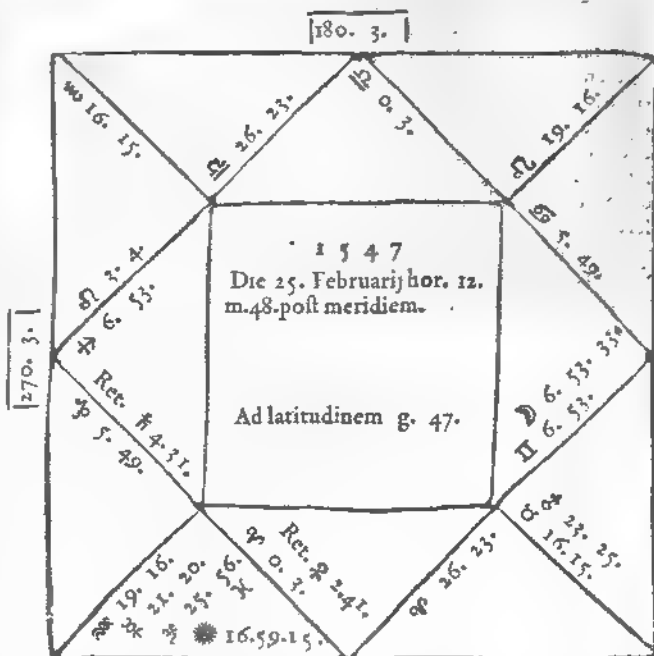 180. 3.
♏ 16. 15.
♎ 26. 23.
♎ 0. 3.
♌ 19. 16.
♋ 5. 49.
1547
Die 25. Februarij hor. 12.
m.48.post meridiem.
Ad latitudinem g. 47.
270. 3.
☊ 3. 4.
♐ 6. 53.
Ret. ♄ 4. 31.
♑ 5. 49.
☽ 6. 53 35.
♊ 6. 53.
♂ ♉ 23. 25.
16. 15.
♈ 26. 23.
Ret. 2. 41.
♈ 0. 3.
25. 56. ♓
21. 20.
♒ 19. 16.
☉ 16.59.15.